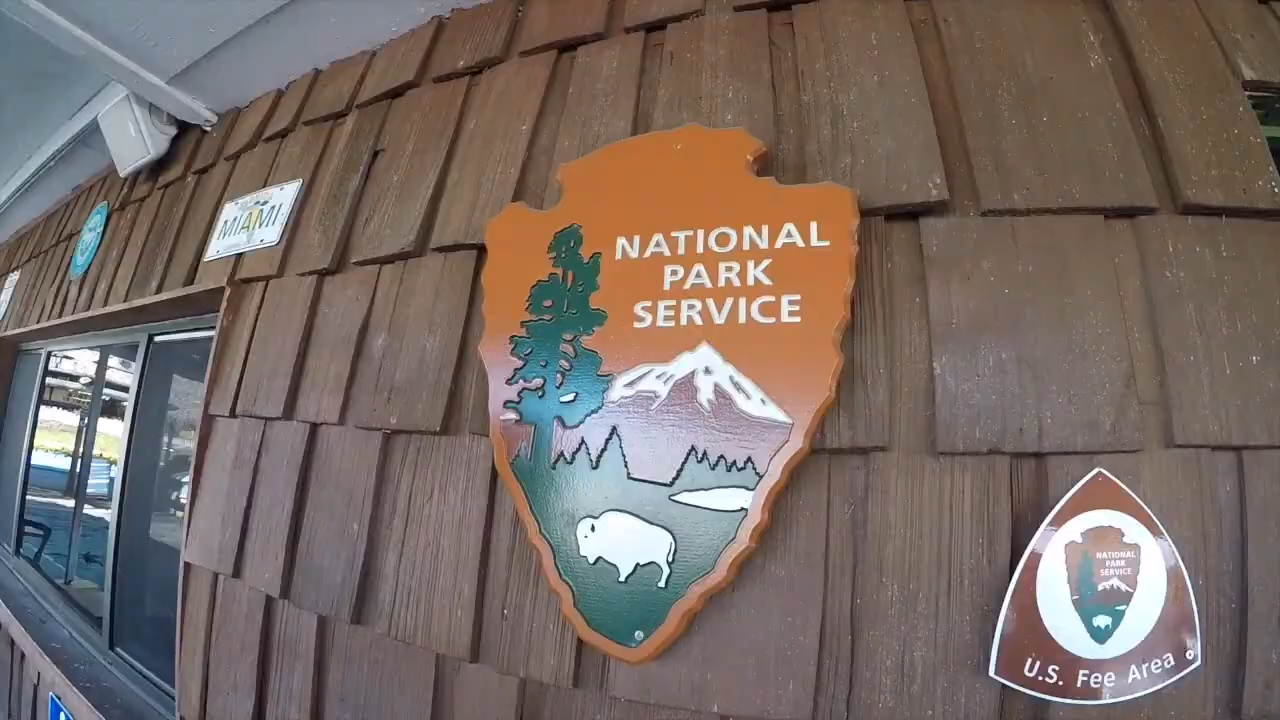 MIAMI
NATIONAL
PARK
SERVICE
NATIONAL
PARK
SERVICE
U.S. Fee Area